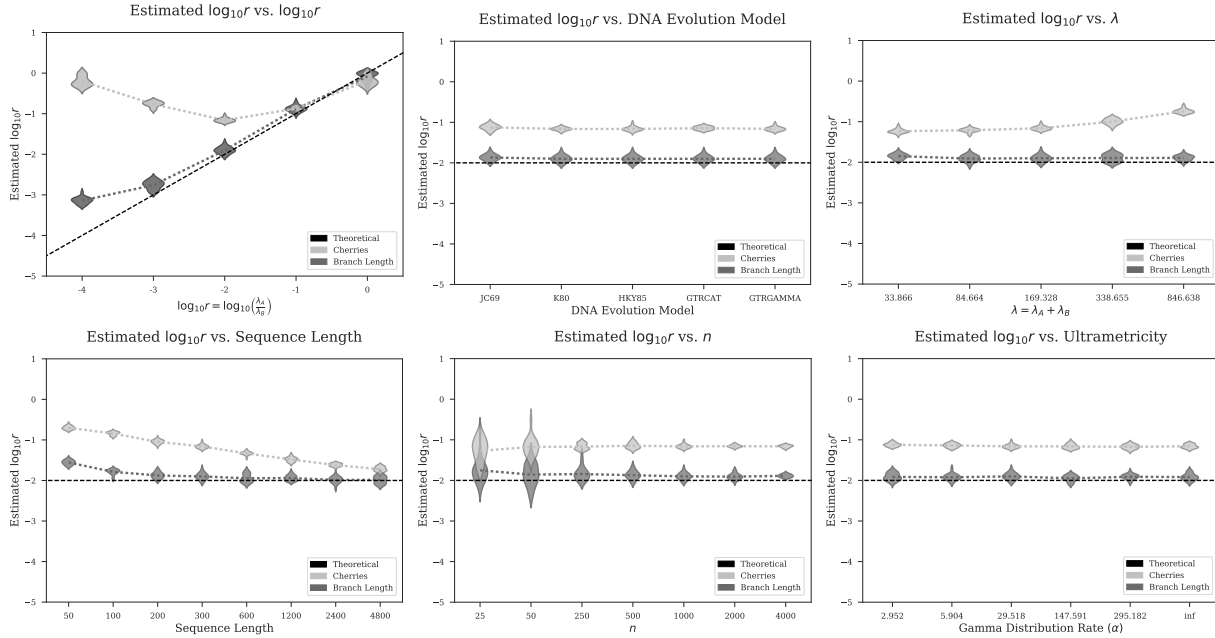 Estimated log₁₀r vs. log₁₀r
Estimated log₁₀r
1
0
−1
−2
−3
−4
−5
-4
-3
-2
-1
0
log₁₀r = log₁₀(λ_A/λ_B)
Theoretical
Cherries
Branch Length
Estimated log₁₀r vs. DNA Evolution Model
Estimated log₁₀r
1
0
−1
−2
−3
−4
−5
JC69
K80
HKY85
GTRCAT
GTRGAMMA
DNA Evolution Model
Theoretical
Cherries
Branch Length
Estimated log₁₀r vs. λ
Estimated log₁₀r
1
0
−1
−2
−3
−4
−5
33.866
84.664
169.328
338.655
846.638
λ = λ_A + λ_B
Theoretical
Cherries
Branch Length
Estimated log₁₀r vs. Sequence Length
Estimated log₁₀r
1
0
−1
−2
−3
−4
−5
50
100
200
300
600
1200
2400
4800
Sequence Length
Theoretical
Cherries
Branch Length
Estimated log₁₀r vs. n
Estimated log₁₀r
1
0
−1
−2
−3
−4
−5
25
50
250
500
1000
2000
4000
n
Theoretical
Cherries
Branch Length
Estimated log₁₀r vs. Ultrametricity
Estimated log₁₀r
1
0
−1
−2
−3
−4
−5
2.952
5.904
29.518
147.591
295.182
inf
Gamma Distribution Rate (α)
Theoretical
Cherries
Branch Length